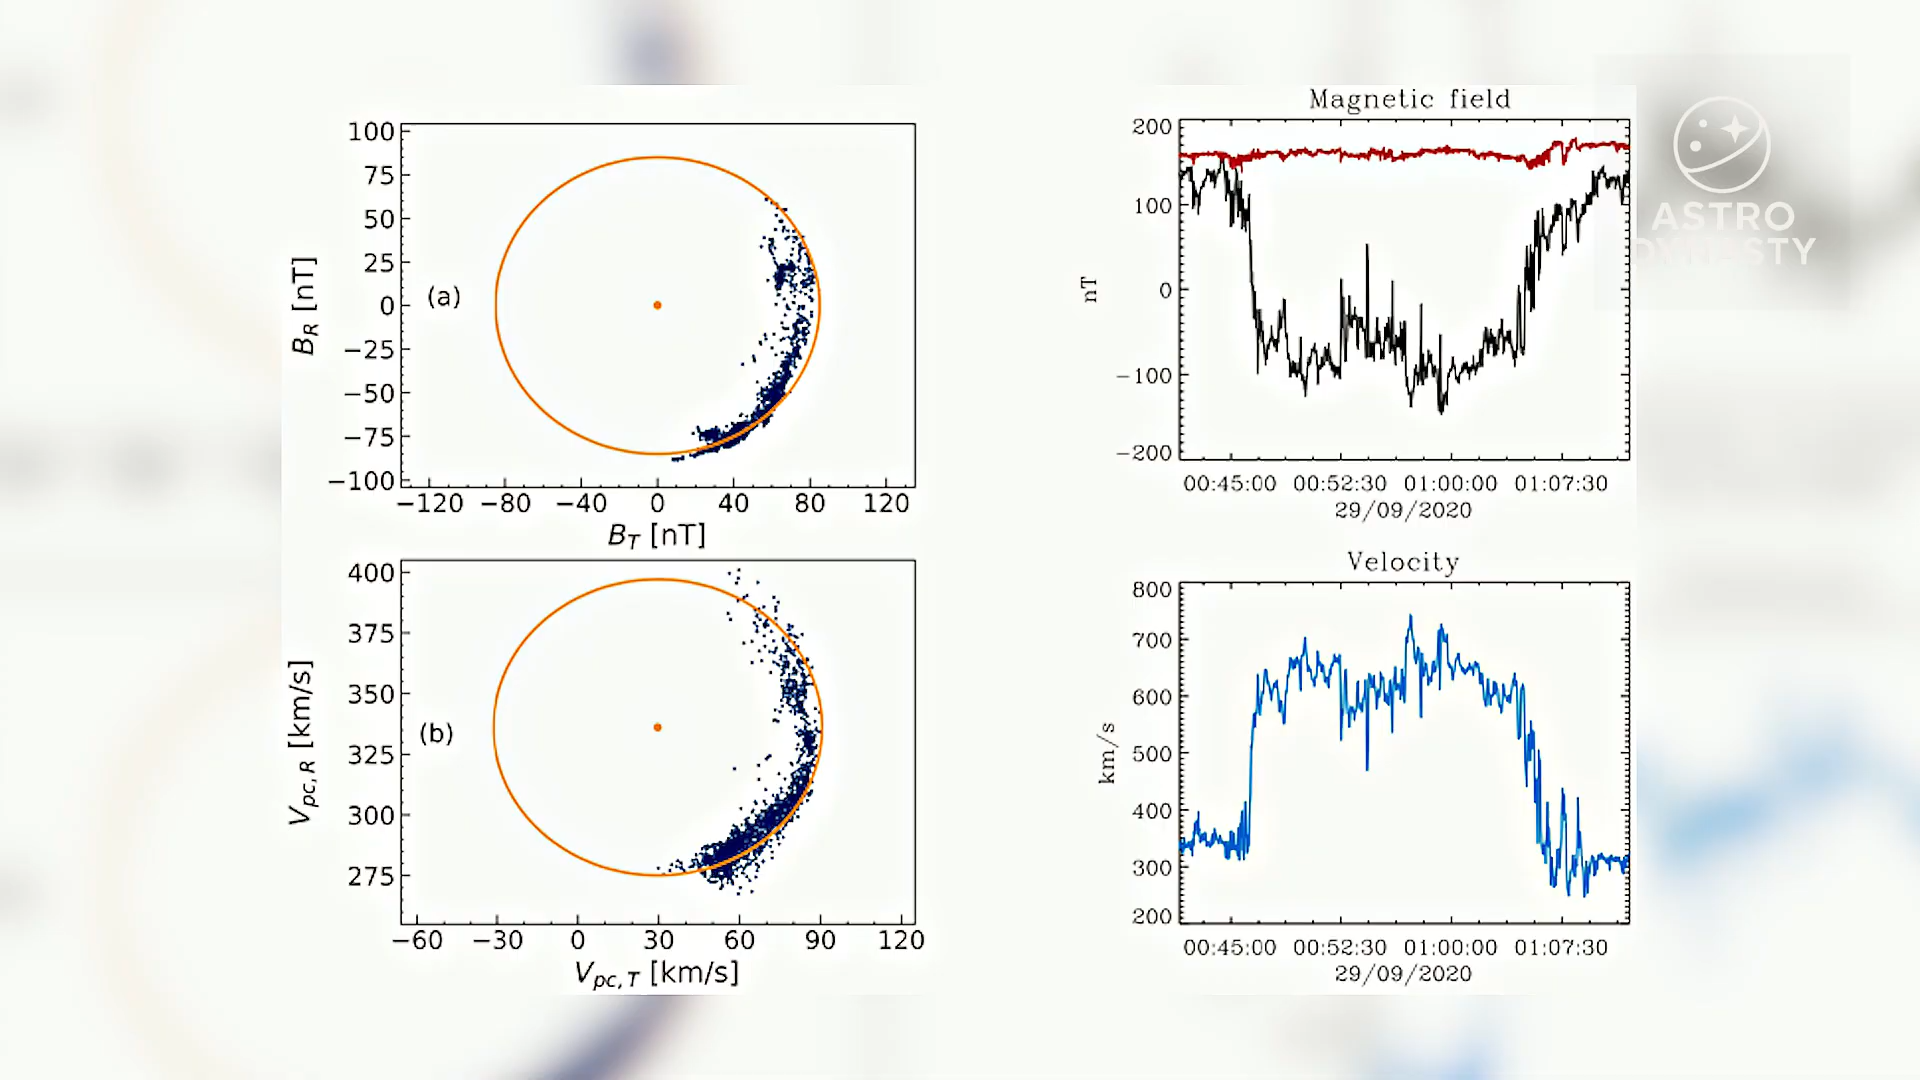 100
75
50
25
0
−25
−50
−75
−100
B_R [nT]
(a)
−120 −80 −40 0 40 80 120
B_T [nT]
400
375
350
325
300
275
V_pc,R [km/s]
(b)
−60 −30 0 30 60 90 120
V_pc,T [km/s]
Magnetic field
200
100
0
−100
−200
nT
00:45:00 00:52:30 01:00:00 01:07:30
29/09/2020
Velocity
800
700
600
500
400
300
200
km/s
00:45:00 00:52:30 01:00:00 01:07:30
29/09/2020
ASTRO
DYNASTY